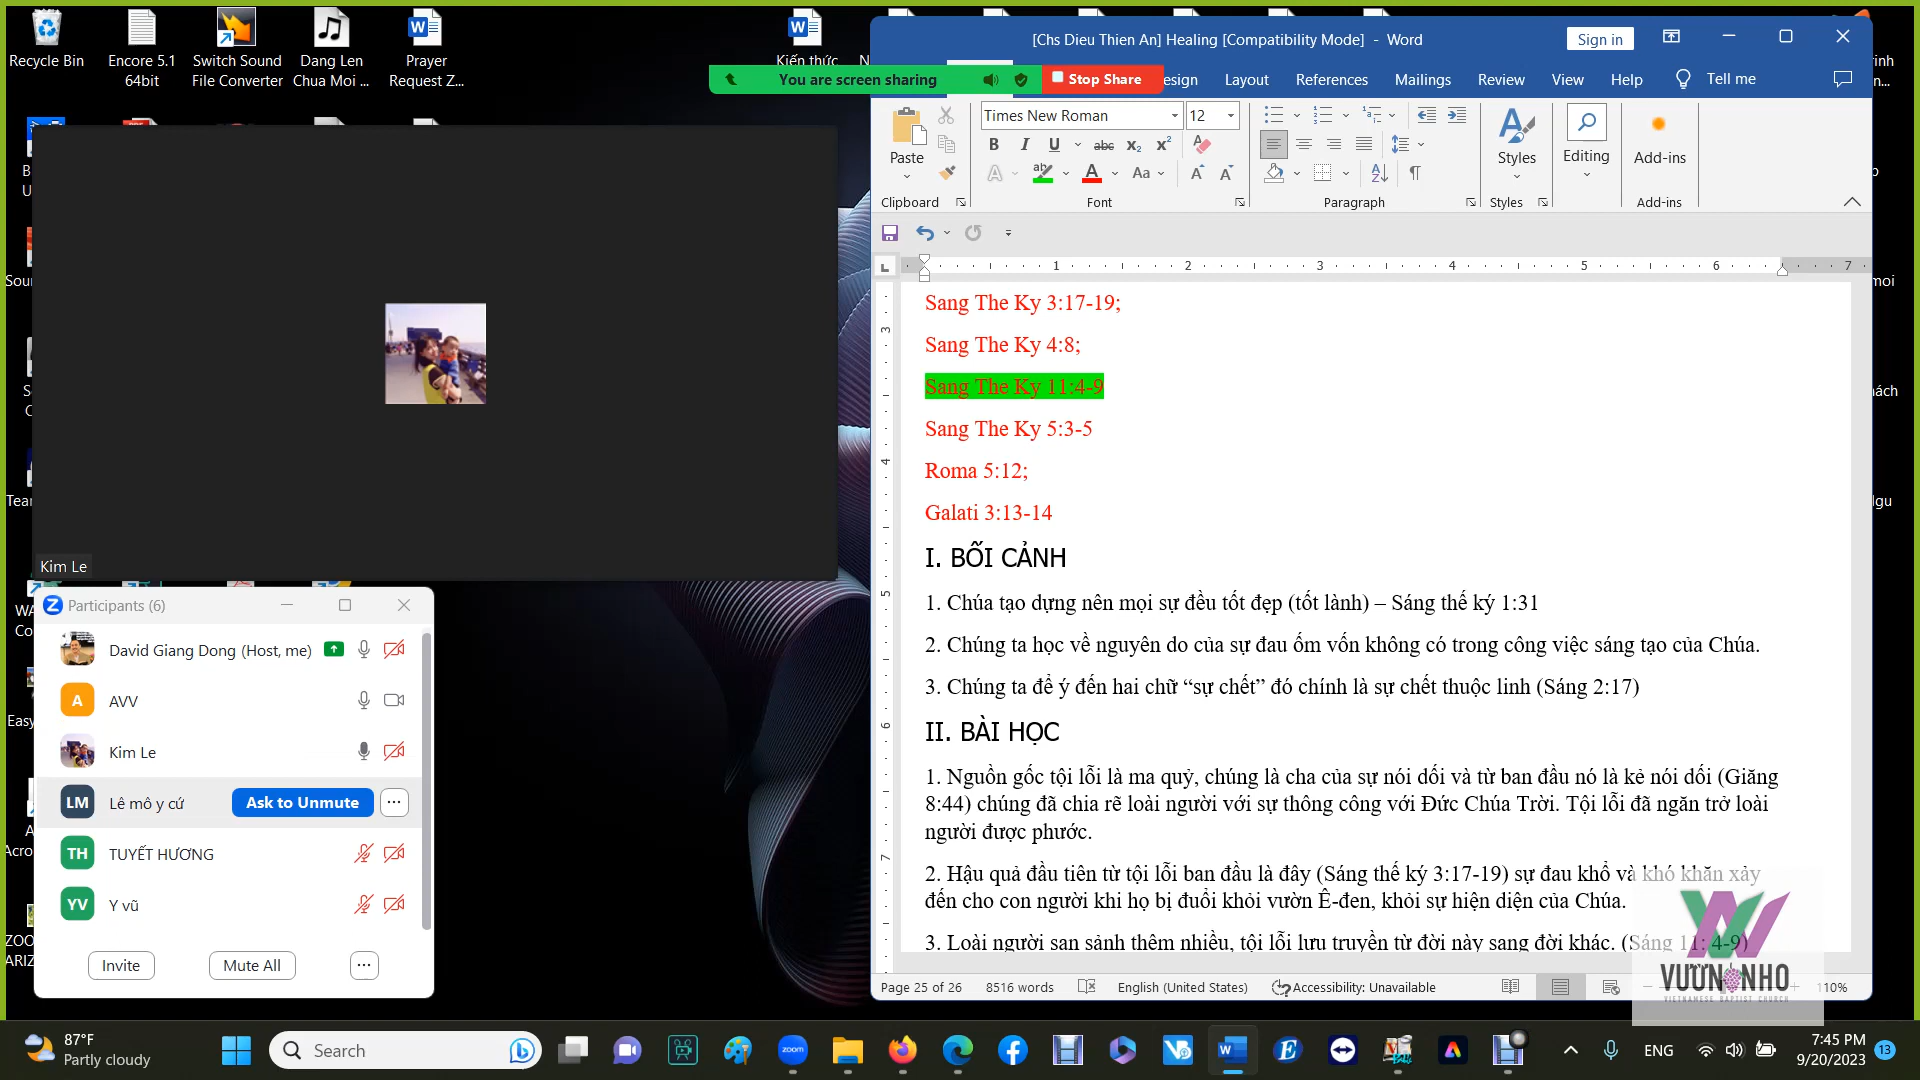 Recycle Bin
Encore 5.1
64bit
Switch Sound
File Converter
Dang Len
Chua Moi ...
Prayer
Request Z...
Kiến thức
[Chs Dieu Thien An] Healing [Compatibility Mode] - Word
Sign in
You are screen sharing
Stop Share
esign
Layout
References
Mailings
Review
View
Help
Tell me
Times New Roman
12
Paste
Styles
Editing
Add-ins
Clipboard
Font
Paragraph
Styles
Add-ins
1 2 3 4 5 6 7
Sang The Ky 3:17-19;
Sang The Ky 4:8;
Sang The Ky 11:4-9
Sang The Ky 5:3-5
Roma 5:12;
Galati 3:13-14
I. BỐI CẢNH
1. Chúa tạo dựng nên mọi sự đều tốt đẹp (tốt lành) – Sáng thế ký 1:31
2. Chúng ta học về nguyên do của sự đau ốm vốn không có trong công việc sáng tạo của Chúa.
3. Chúng ta để ý đến hai chữ “sự chết” đó chính là sự chết thuộc linh (Sáng 2:17)
II. BÀI HỌC
1. Nguồn gốc tội lỗi là ma quỷ, chúng là cha của sự nói dối và từ ban đầu nó là kẻ nói dối (Giăng
8:44) chúng đã chia rẽ loài người với sự thông công với Đức Chúa Trời. Tội lỗi đã ngăn trở loài
người được phước.
2. Hậu quả đầu tiên từ tội lỗi ban đầu là đây (Sáng thế ký 3:17-19) sự đau khổ và khó khăn xảy
đến cho con người khi họ bị đuổi khỏi vườn Ê-đen, khỏi sự hiện diện của Chúa.
3. Loài người san sảnh thêm nhiều, tội lỗi lưu truyền từ đời này sang đời khác. (Sáng 11: 4-9)
Page 25 of 26
8516 words
English (United States)
Accessibility: Unavailable
110%
VƯỜN NHO
VIETNAMESE BAPTIST CHURCH
Kim Le
Participants (6)
David Giang Dong (Host, me)
A
AVV
Kim Le
LM
Lê mô y cứ
Ask to Unmute
TH
TUYẾT HƯƠNG
YV
Y vũ
Invite
Mute All
87°F
Partly cloudy
Search
zoom
ENG
7:45 PM
9/20/2023
13